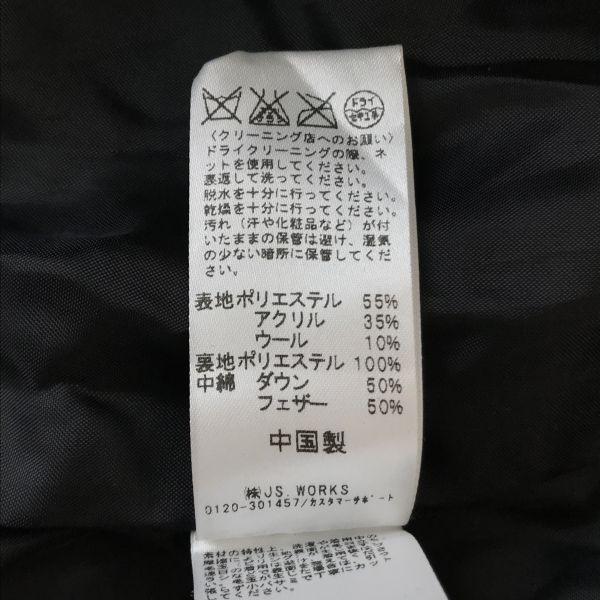 ドライ
セキユ系
〈クリーニング店へのお願い〉
ドライクリーニングの際、ネ
ットを使用してください。
裏返して洗ってください。
脱水を十分に行ってください。
乾燥を十分に行ってください。
汚れ（汗や化粧品など）が付
いたままの保管は避け、湿気
の少ない暗所に保管してくだ
さい。
表地ポリエステル 55%
アクリル 35%
ウール 10%
裏地ポリエステル 100%
中綿 ダウン 50%
フェザー 50%
中国製
㈱JS.WORKS
0120-301457/カスタマーサポート